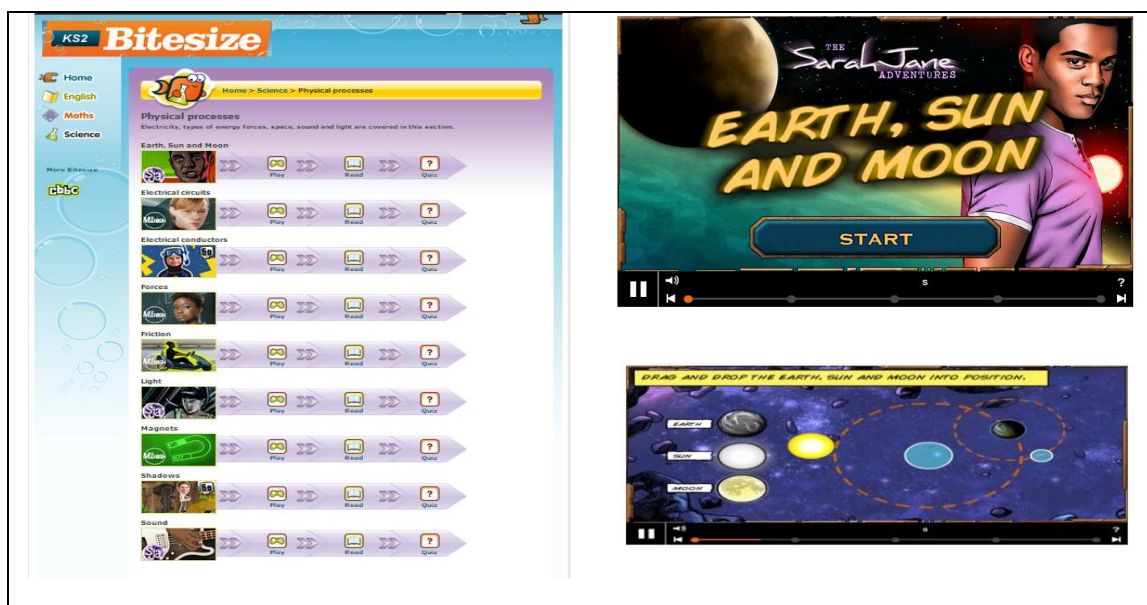 KS2 Bitesize
Home
English
Maths
Science
More Bitesize
cbbc
Home > Science > Physical processes
Physical processes
Electricity, types of energy forces, space, sound and light are covered in this section.
Earth, Sun and Moon
Play Read Quiz
Electrical circuits
Play Read Quiz
Electrical conductors
Play Read Quiz
Forces
Play Read Quiz
Friction
Play Read Quiz
Light
Play Read Quiz
Magnets
Play Read Quiz
Shadows
Play Read Quiz
Sound
Play Read Quiz
THE
Sarah Jane
ADVENTURES
EARTH, SUN
AND MOON
START
s
?
DRAG AND DROP THE EARTH, SUN AND MOON INTO POSITION.
EARTH
SUN
MOON
s
?